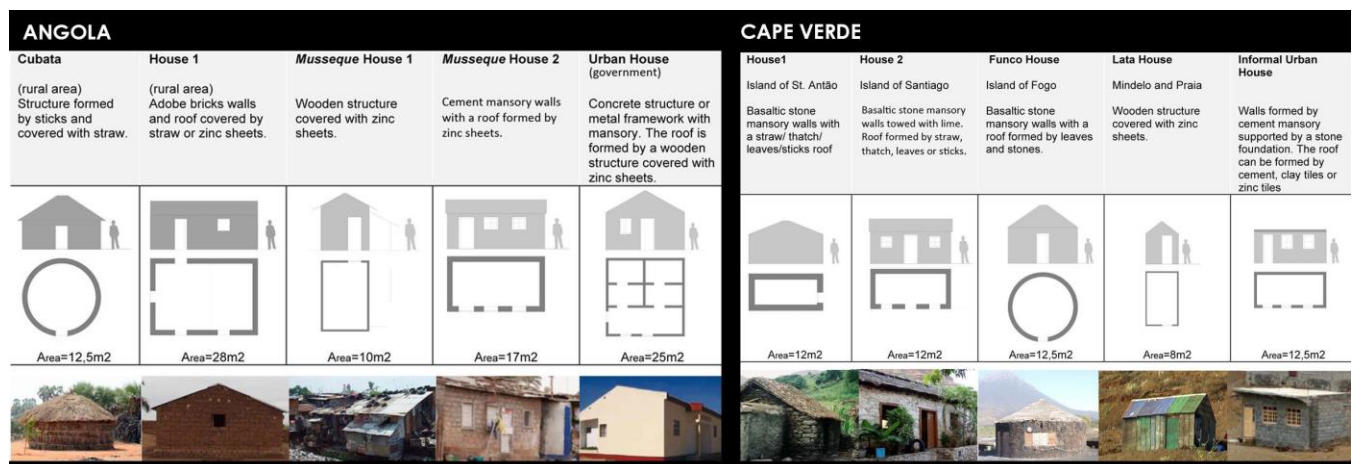 ANGOLA
Cubata
(rural area)
Structure formed
by sticks and
covered with straw.
House 1
(rural area)
Adobe bricks walls
and roof covered by
straw or zinc sheets.
Musseque House 1
Wooden structure
covered with zinc
sheets.
Musseque House 2
Cement mansory walls
with a roof formed by
zinc sheets.
Urban House
(government)
Concrete structure or
metal framework with
mansory. The roof is
formed by a wooden
structure covered with
zinc sheets.
Area=12,5m2
Area=28m2
Area=10m2
Area=17m2
Area=25m2
CAPE VERDE
House1
Island of St. Antão
Basaltic stone
mansory walls with
a straw/ thatch/
leaves/sticks roof
House 2
Island of Santiago
Basaltic stone mansory
walls towed with lime.
Roof formed by straw,
thatch, leaves or sticks.
Funco House
Island of Fogo
Basaltic stone
mansory walls with a
roof formed by leaves
and stones.
Lata House
Mindelo and Praia
Wooden structure
covered with zinc
sheets.
Informal Urban
House
Walls formed by
cement mansory
supported by a stone
foundation. The roof
can be formed by
cement, clay tiles or
zinc tiles
Area=12m2
Area=12m2
Area=12,5m2
Area=8m2
Area=12,5m2